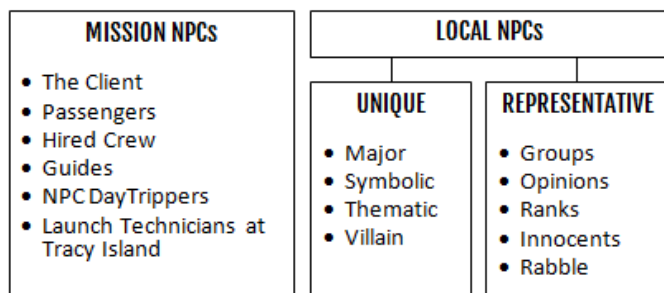 MISSION NPCs
• The Client
• Passengers
• Hired Crew
• Guides
• NPC DayTrippers
• Launch Technicians at
Tracy Island
LOCAL NPCs
UNIQUE
• Major
• Symbolic
• Thematic
• Villain
REPRESENTATIVE
• Groups
• Opinions
• Ranks
• Innocents
• Rabble